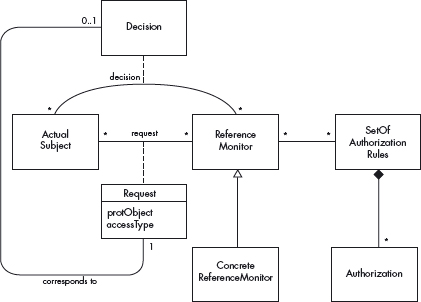 0..1
Decision
decision
*
*
Actual
Subject
*
request
*
Reference
Monitor
*
*
SetOf
Authorization
Rules
Request
protObject
accessType
1
*
Concrete
ReferenceMonitor
Authorization
corresponds to